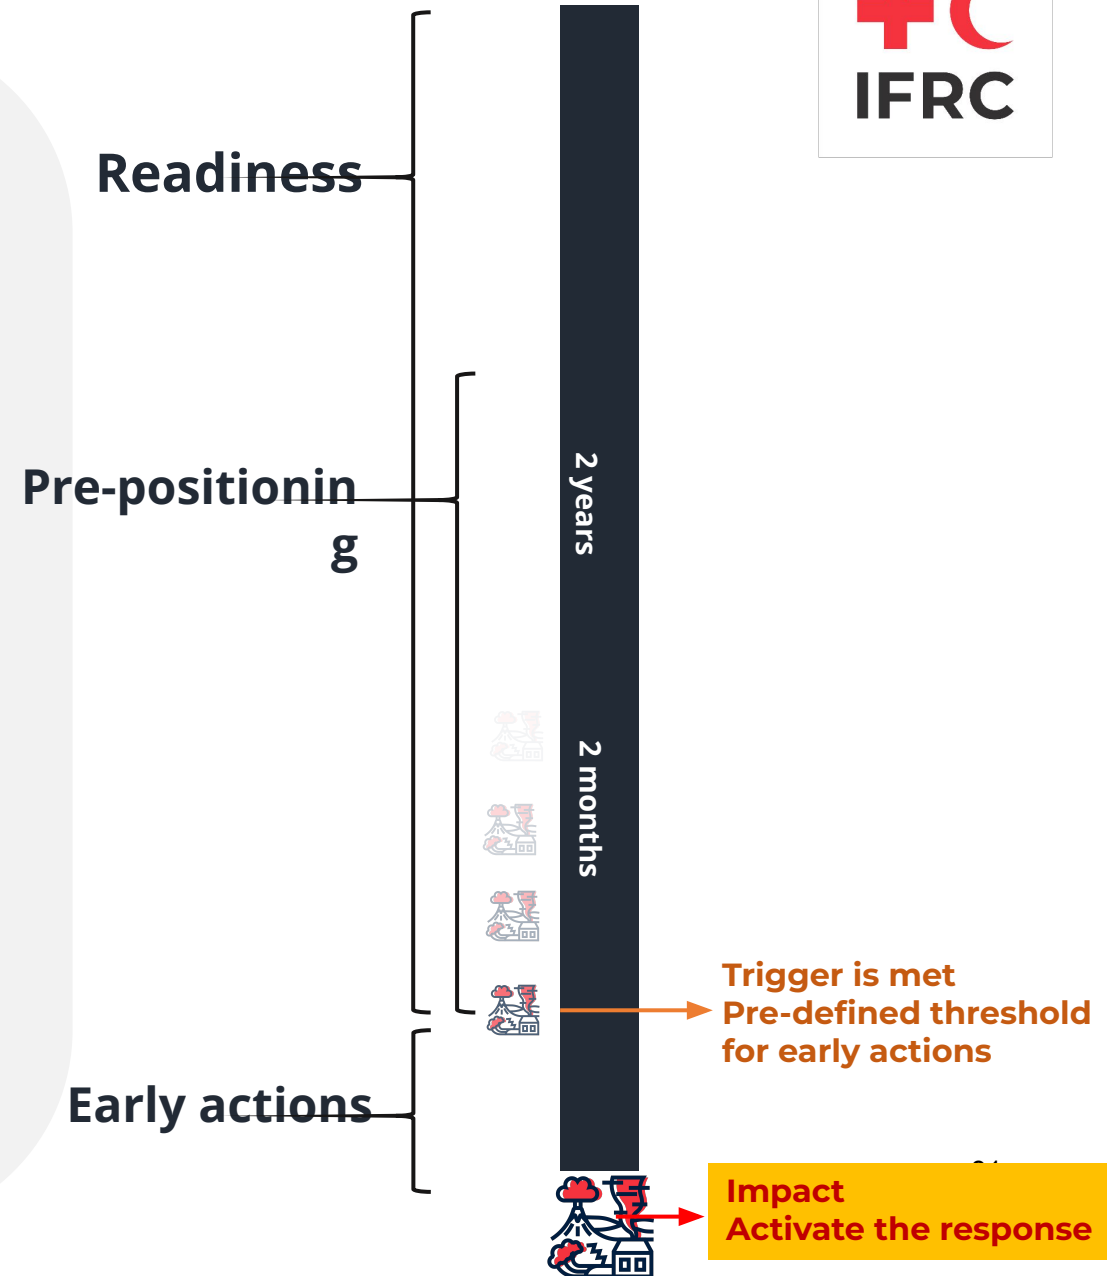 IFRC
Readiness
Pre-positionin
g
2 years
2 months
Trigger is met
Pre-defined threshold
for early actions
Early actions
Impact
Activate the response